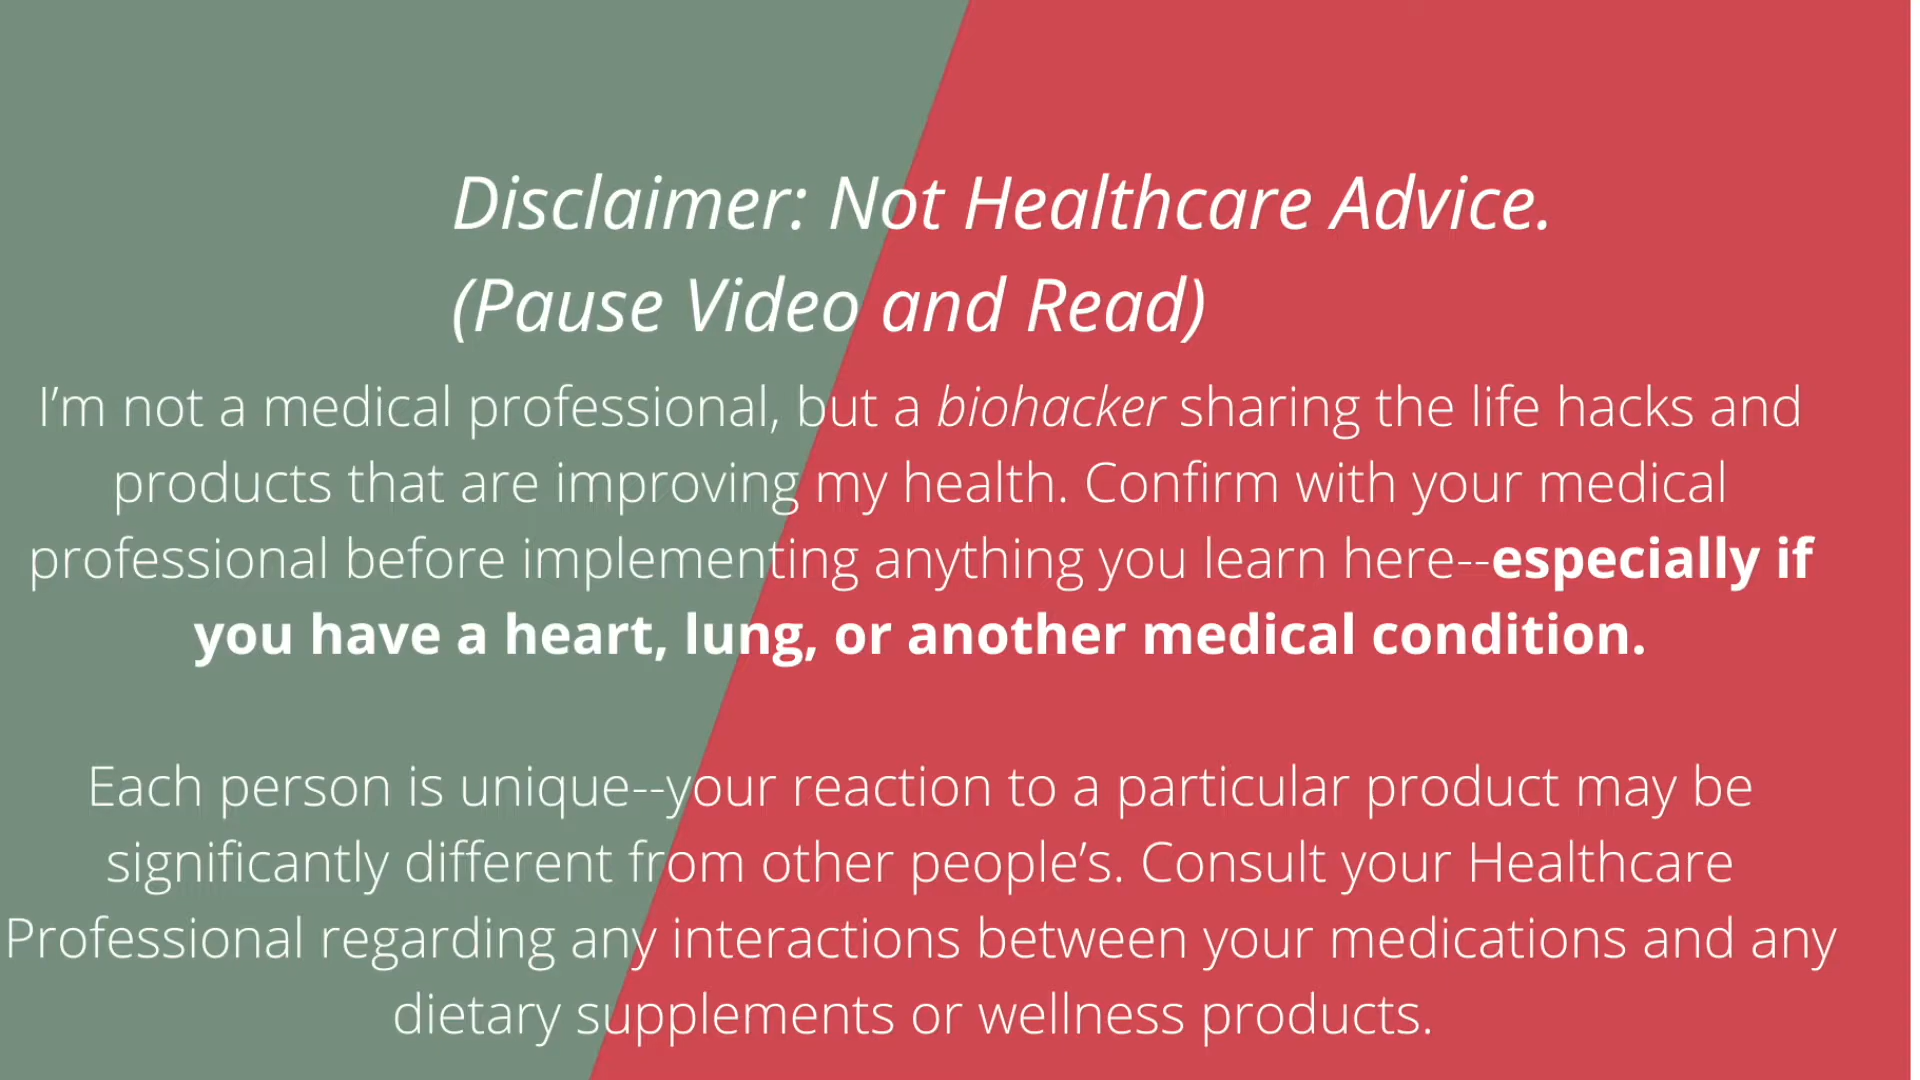 Disclaimer: Not Healthcare Advice.
(Pause Video and Read)
I’m not a medical professional, but a biohacker sharing the life hacks and
products that are improving my health. Confirm with your medical
professional before implementing anything you learn here--especially if
you have a heart, lung, or another medical condition.
Each person is unique--your reaction to a particular product may be
significantly different from other people’s. Consult your Healthcare
Professional regarding any interactions between your medications and any
dietary supplements or wellness products.